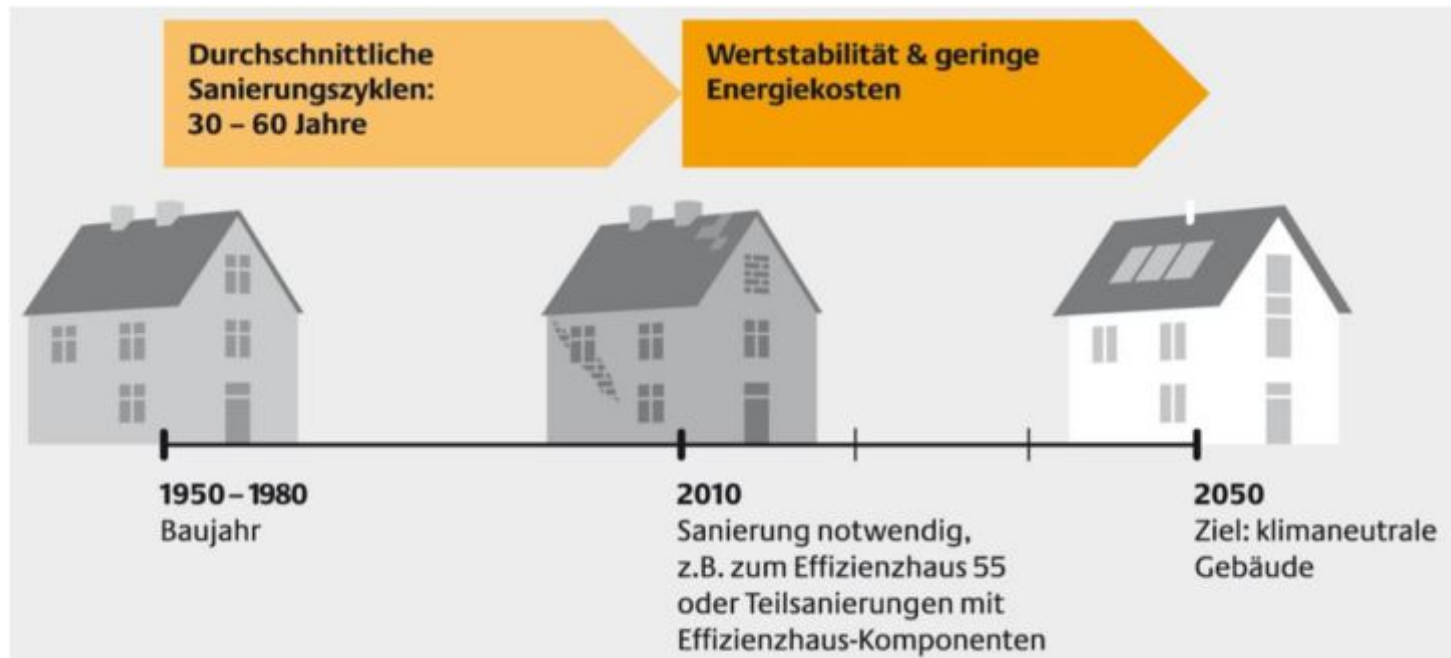 Durchschnittliche
Sanierungszyklen:
30 – 60 Jahre
Wertstabilität & geringe
Energiekosten
1950 – 1980
Baujahr
2010
Sanierung notwendig,
z.B. zum Effizienzhaus 55
oder Teilsanierungen mit
Effizienzhaus-Komponenten
2050
Ziel: klimaneutrale
Gebäude